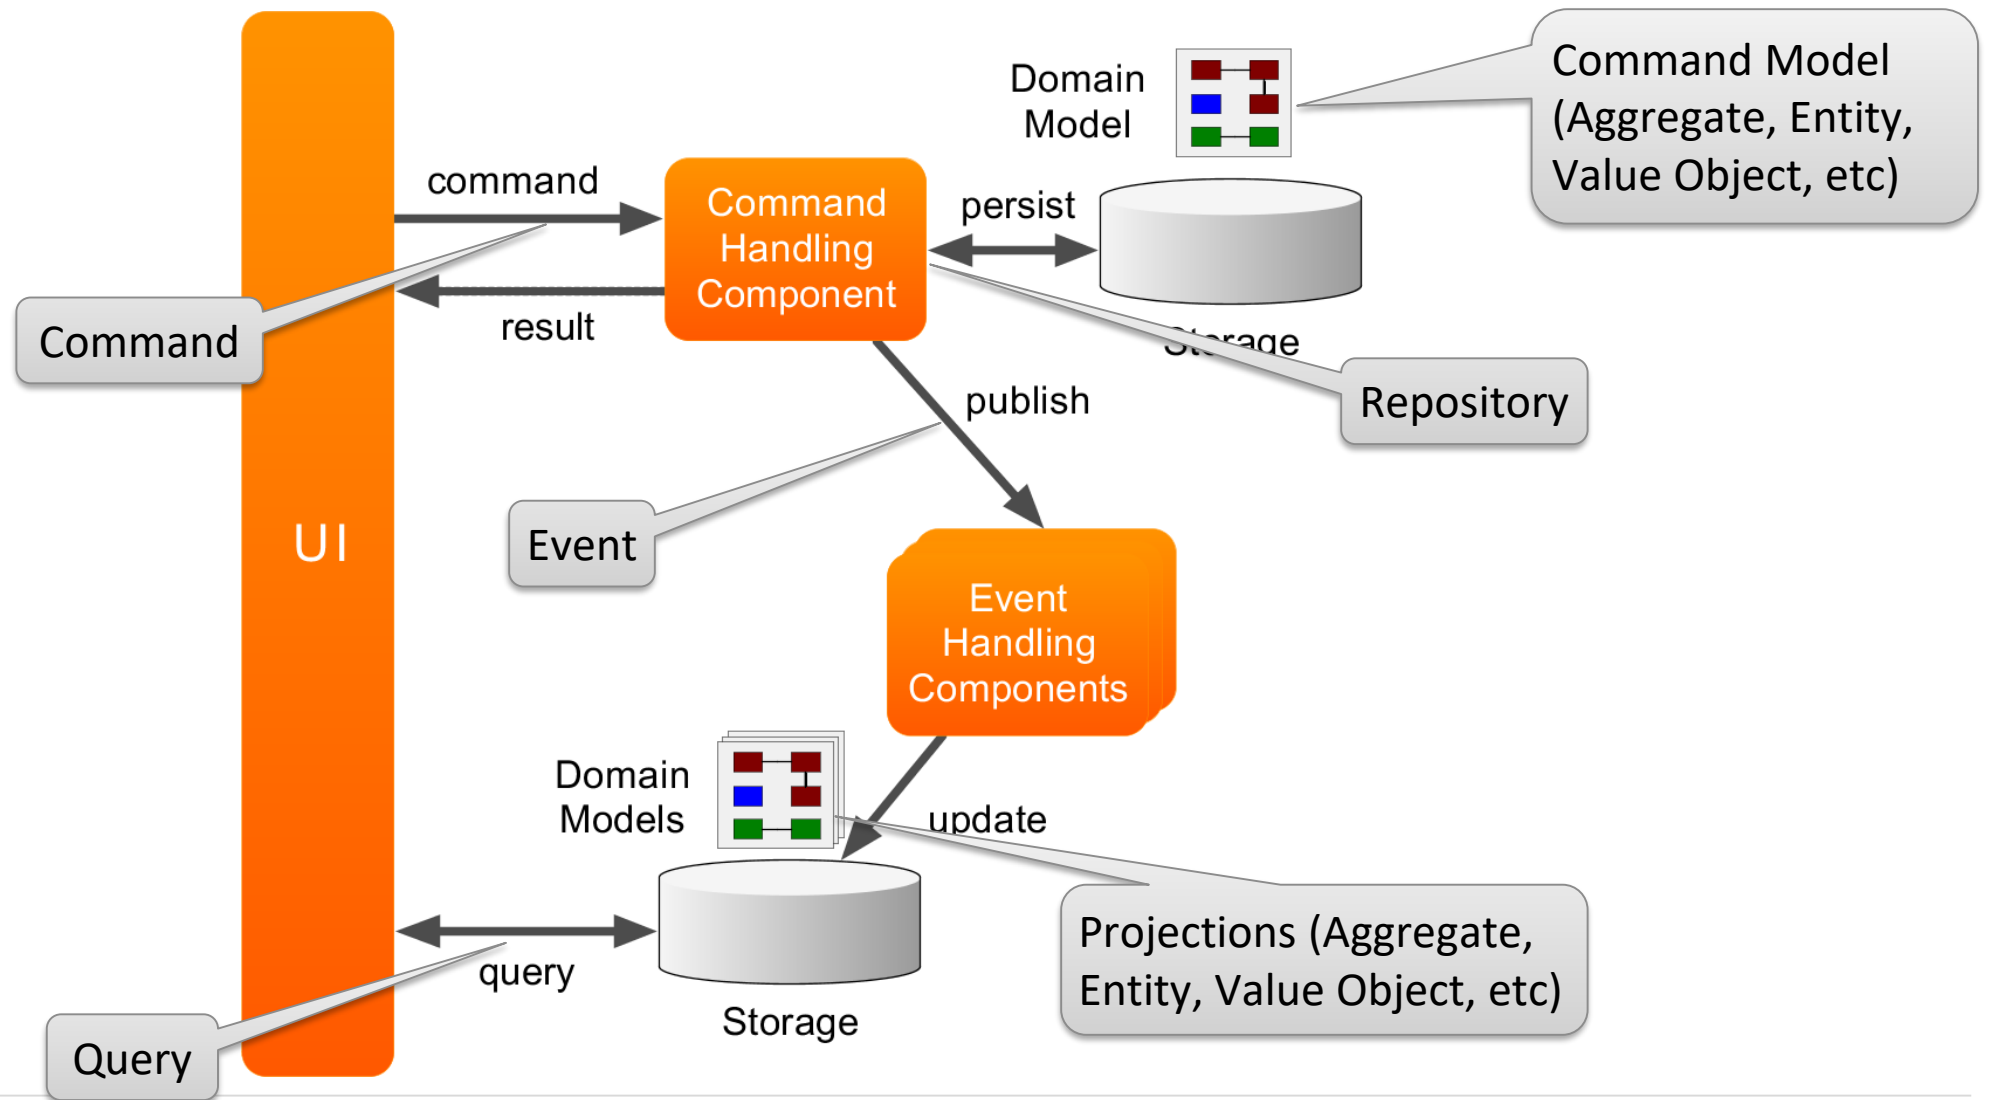 Domain
Model
Command Model
(Aggregate, Entity,
Value Object, etc)
command
Command
Handling
Component
persist
Command
result
Storage
Repository
publish
UI
Event
Event
Handling
Components
Domain
Models
update
Projections (Aggregate,
Entity, Value Object, etc)
query
Storage
Query